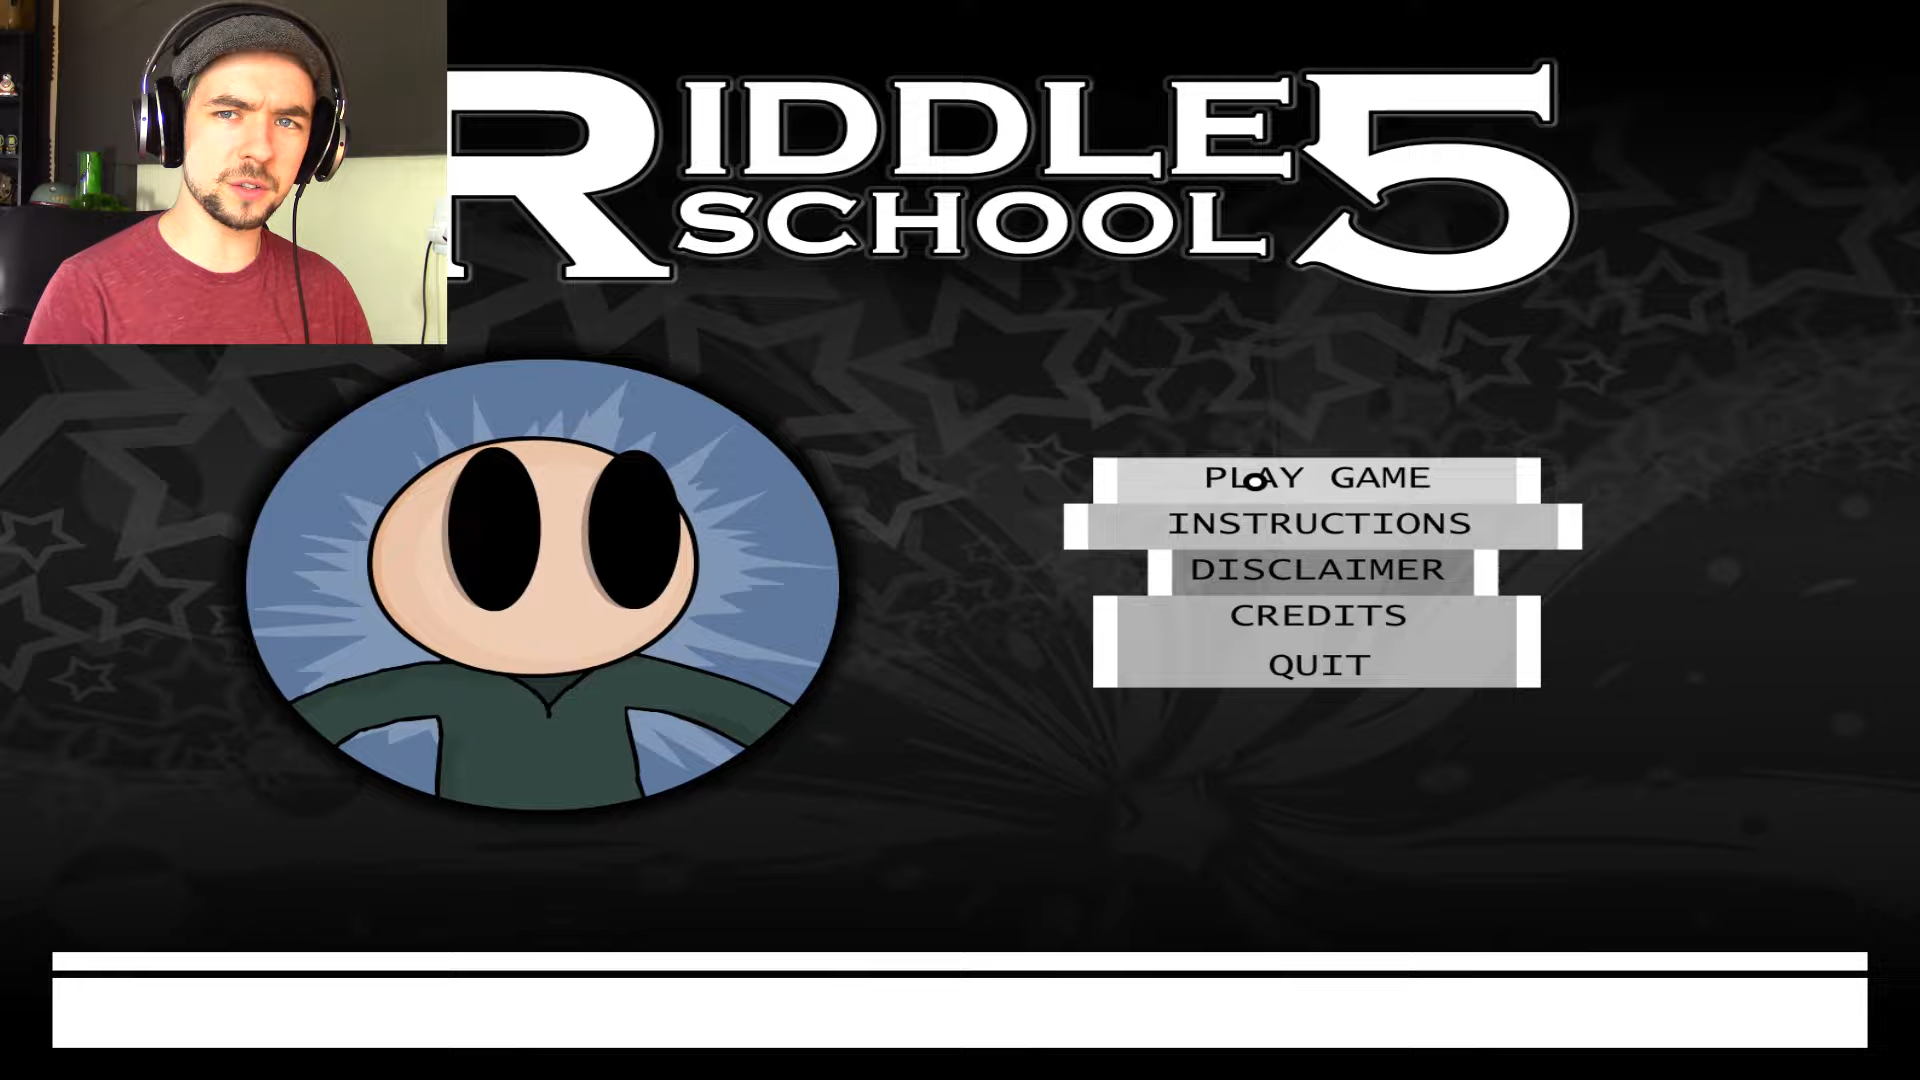 RIDDLE
SCHOOL 5
PLAY GAME
INSTRUCTIONS
DISCLAIMER
CREDITS
QUIT